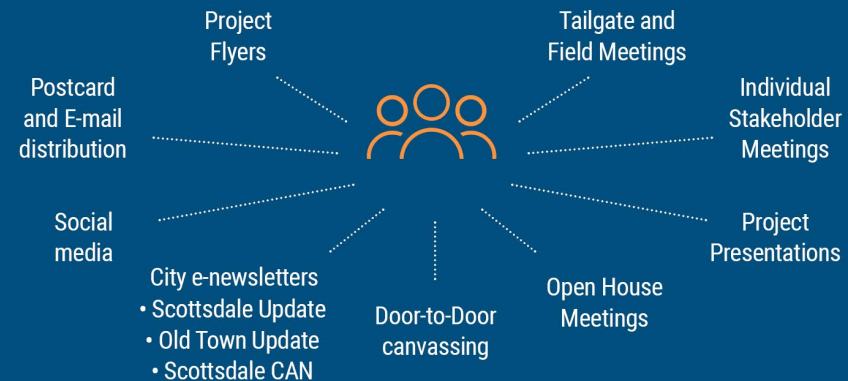 Project
Flyers
Tailgate and
Field Meetings
Postcard
and E-mail
distribution
Individual
Stakeholder
Meetings
Social
media
Project
Presentations
City e-newsletters
• Scottsdale Update
• Old Town Update
• Scottsdale CAN
Door-to-Door
canvassing
Open House
Meetings